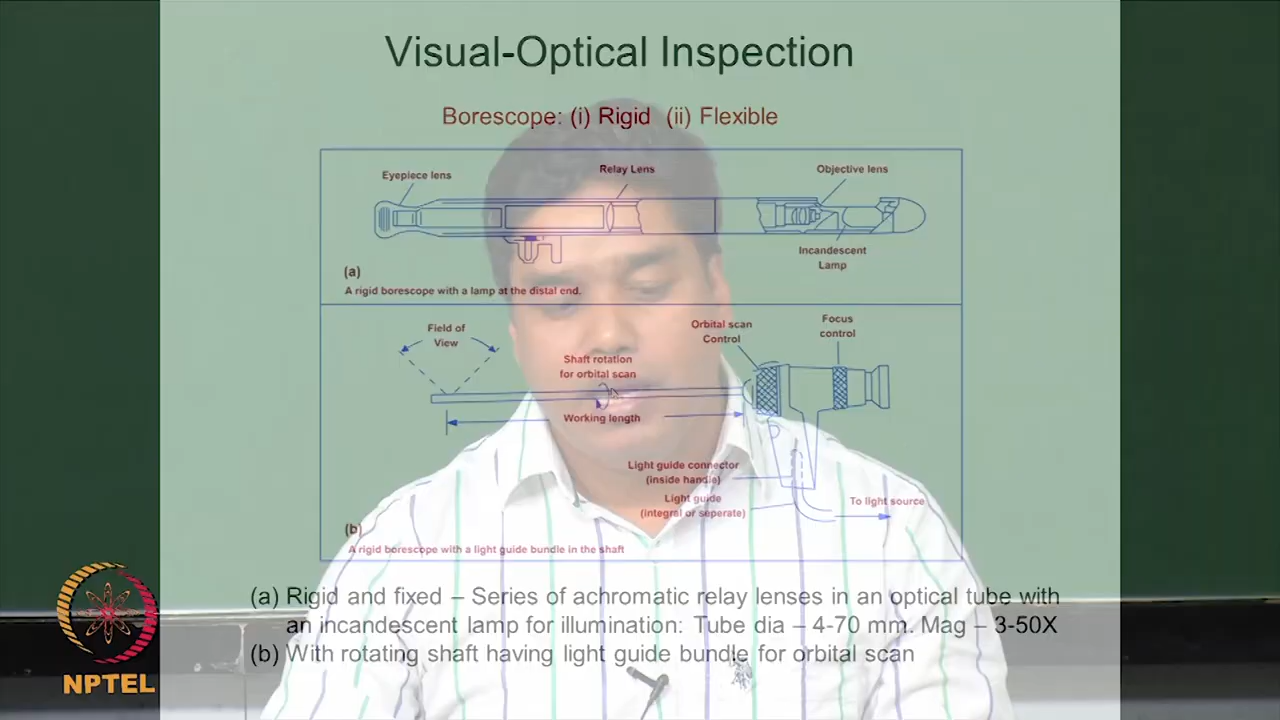 Visual-Optical Inspection
Borescope: (i) Rigid (ii) Flexible
Eyepiece lens
Relay Lens
Objective lens
Incandescent
Lamp
(a)
A rigid borescope with a lamp at the distal end.
Field of
View
Shaft rotation
for orbital scan
Orbital scan
Control
Focus
control
Working length
Light guide connector
(inside handle)
Light guide
(integral or seperate)
To light source
(b)
A rigid borescope with a light guide bundle in the shaft
(a) Rigid and fixed – Series of achromatic relay lenses in an optical tube with
an incandescent lamp for illumination: Tube dia – 4-70 mm. Mag – 3-50X
(b) With rotating shaft having light guide bundle for orbital scan
NPTEL